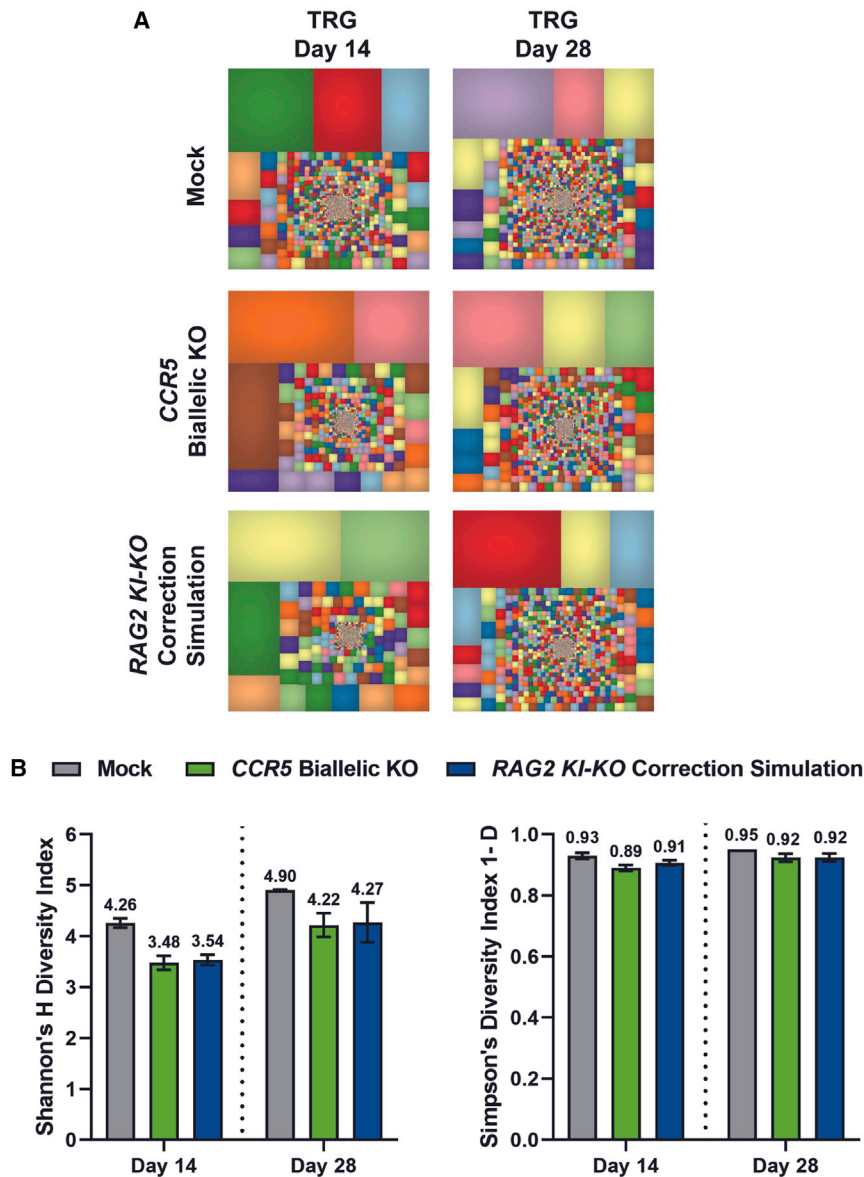 A
TRG
Day 14
TRG
Day 28
Mock
CCR5
Biallelic KO
RAG2 KI-KO
Correction
Simulation
B
Mock
CCR5 Biallelic KO
RAG2 KI-KO Correction Simulation
Shannon's H Diversity Index
6
5
4
3
2
1
0
4.26
3.48
3.54
4.90
4.22
4.27
Day 14
Day 28
Simpson's Diversity Index 1- D
1.0
0.8
0.6
0.4
0.2
0.0
0.93
0.89
0.91
0.95
0.92
0.92
Day 14
Day 28